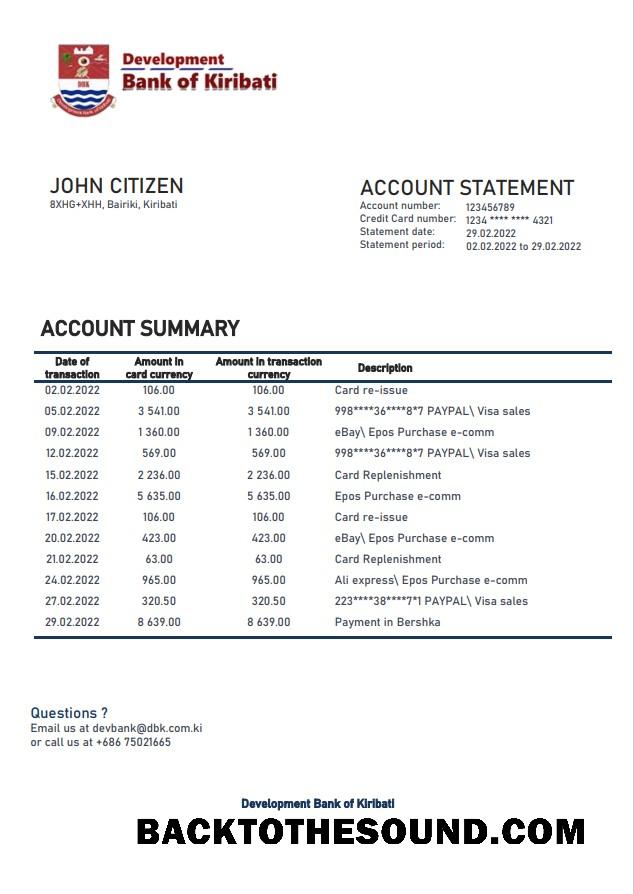 Development
Bank of Kiribati
DBK
JOHN CITIZEN
8XHG+XHH, Bairiki, Kiribati
ACCOUNT STATEMENT
Account number: 123456789
Credit Card number: 1234 **** **** 4321
Statement date: 29.02.2022
Statement period: 02.02.2022 to 29.02.2022
ACCOUNT SUMMARY
Date of transaction Amount in card currency Amount in transaction currency Description
02.02.2022 106.00 106.00 Card re-issue
05.02.2022 3 541.00 3 541.00 998****36****8*7 PAYPAL\ Visa sales
09.02.2022 1 360.00 1 360.00 eBay\ Epos Purchase e-comm
12.02.2022 569.00 569.00 998****36****8*7 PAYPAL\ Visa sales
15.02.2022 2 236.00 2 236.00 Card Replenishment
16.02.2022 5 635.00 5 635.00 Epos Purchase e-comm
17.02.2022 106.00 106.00 Card re-issue
20.02.2022 423.00 423.00 eBay\ Epos Purchase e-comm
21.02.2022 63.00 63.00 Card Replenishment
24.02.2022 965.00 965.00 Ali express\ Epos Purchase e-comm
27.02.2022 320.50 320.50 223****38****7*1 PAYPAL\ Visa sales
29.02.2022 8 639.00 8 639.00 Payment in Bershka
Questions ?
Email us at devbank@dbk.com.ki
or call us at +686 75021665
Development Bank of Kiribati
BACKTOTHESOUND.COM